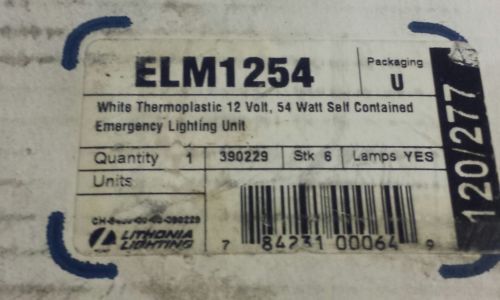 ELM1254
Packaging
U
White Thermoplastic 12 Volt, 54 Watt Self Contained
Emergency Lighting Unit
Quantity 1 390229 Stk 6 Lamps YES
Units
LITHONIA
LIGHTING
7 84231 00064 9
120/277